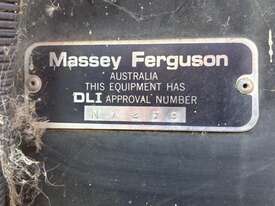 Massey Ferguson
AUSTRALIA
THIS EQUIPMENT HAS
DLI APPROVAL NUMBER